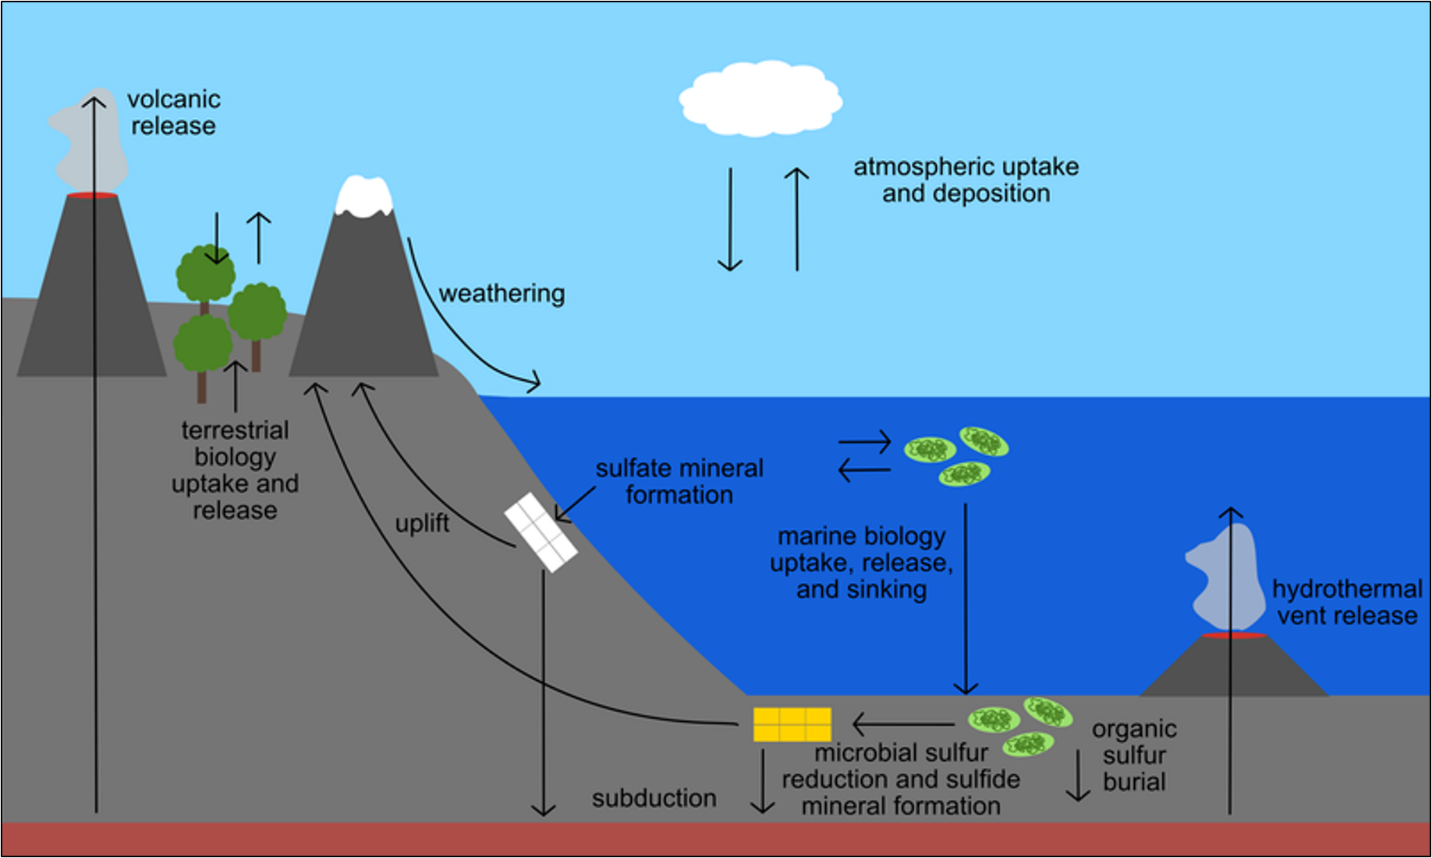 volcanic
release
atmospheric uptake
and deposition
weathering
terrestrial
biology
uptake and
release
sulfate mineral
formation
uplift
marine biology
uptake, release,
and sinking
hydrothermal
vent release
organic
sulfur
burial
microbial sulfur
reduction and sulfide
mineral formation
subduction